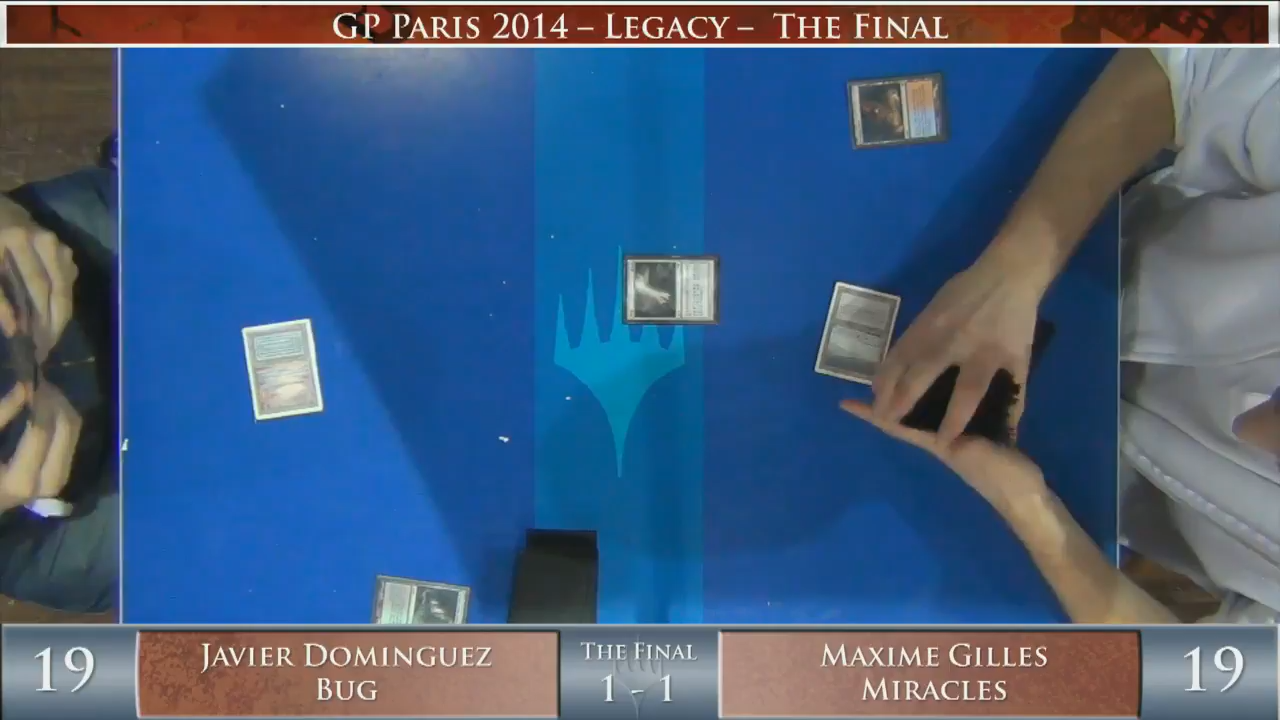 GP PARIS 2014 – LEGACY – THE FINAL
19
JAVIER DOMINGUEZ
BUG
THE FINAL
1 - 1
MAXIME GILLES
MIRACLES
19